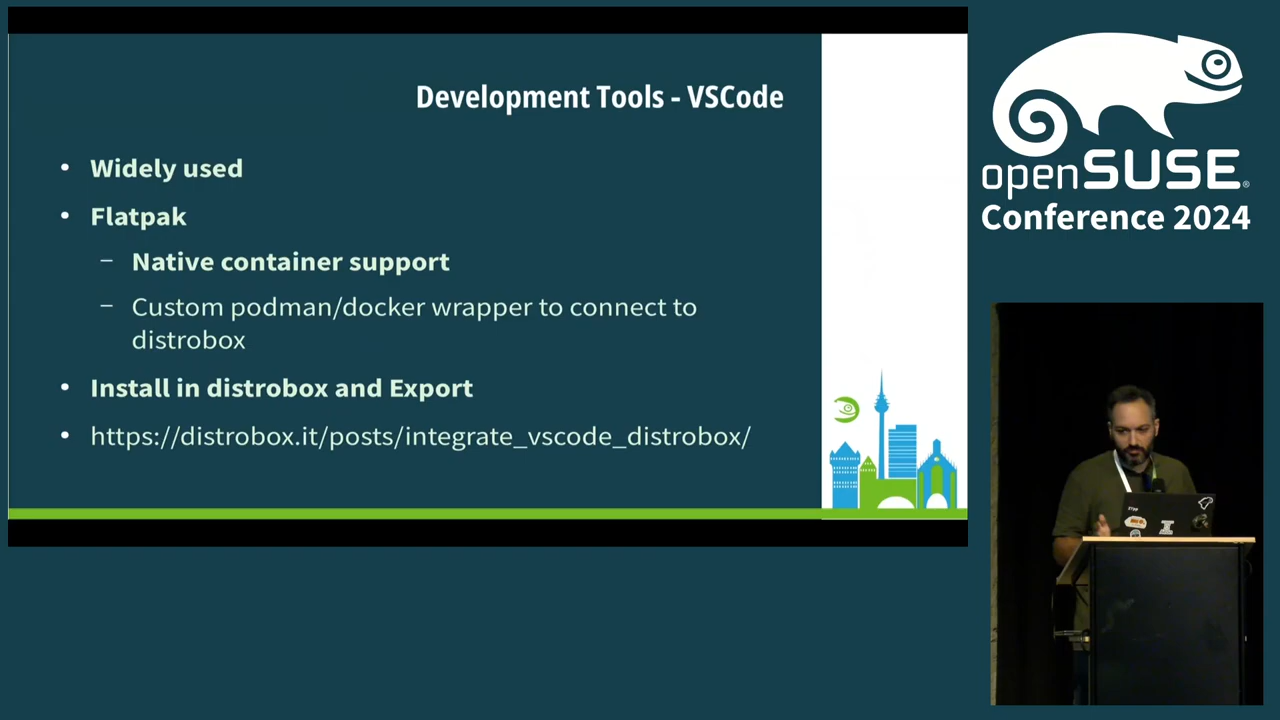 Development Tools - VSCode
• Widely used
• Flatpak
– Native container support
– Custom podman/docker wrapper to connect to
distrobox
• Install in distrobox and Export
• https://distrobox.it/posts/integrate_vscode_distrobox/
openSUSE®
Conference 2024